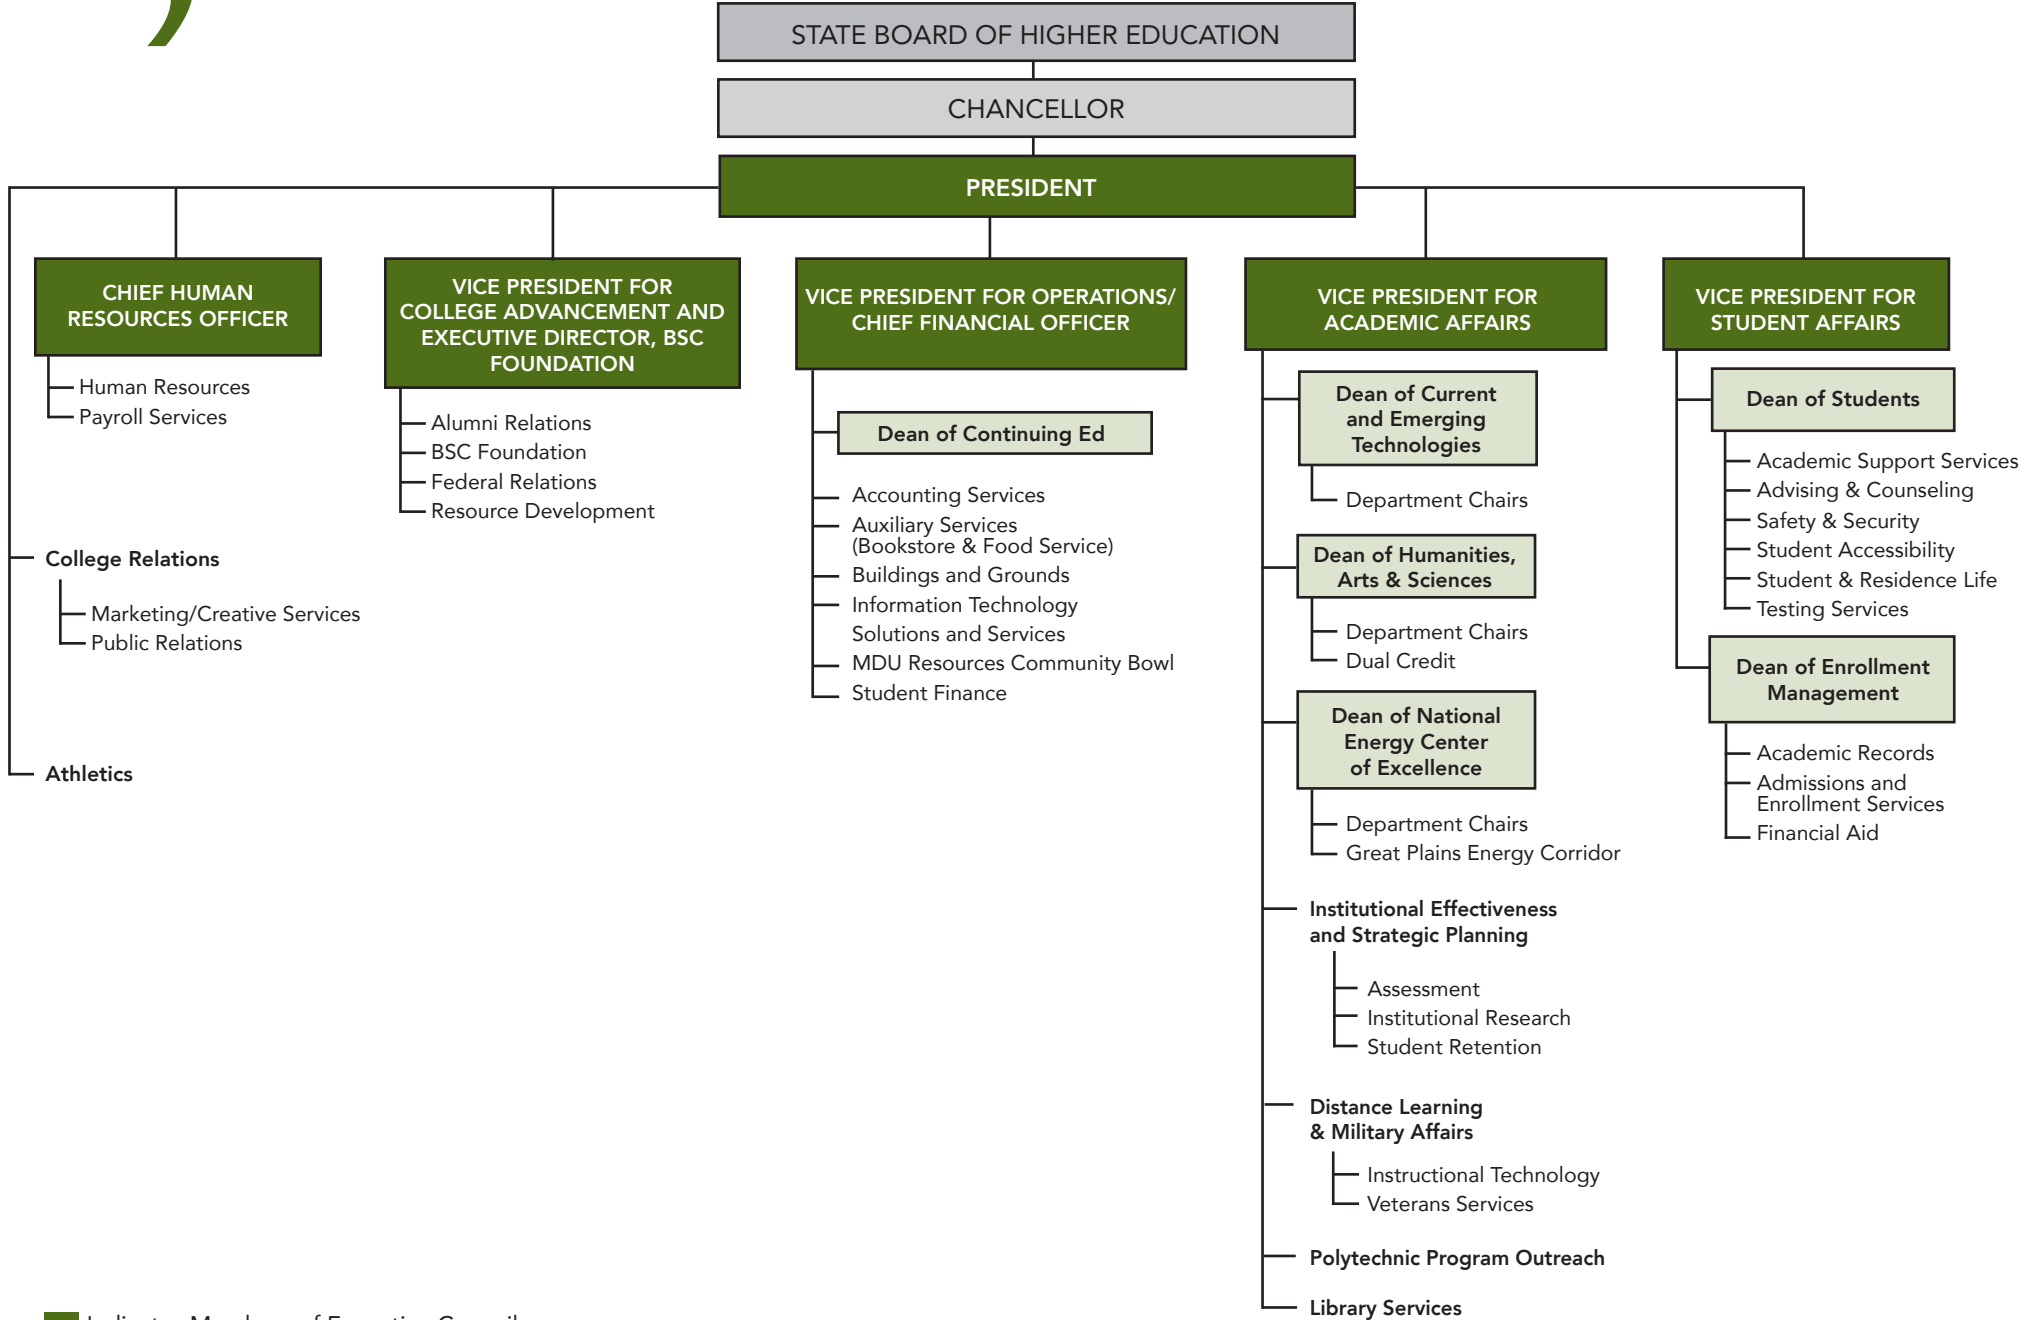 STATE BOARD OF HIGHER EDUCATION
CHANCELLOR
PRESIDENT
CHIEF HUMAN
RESOURCES OFFICER
Human Resources
Payroll Services
College Relations
Marketing/Creative Services
Public Relations
Athletics
VICE PRESIDENT FOR
COLLEGE ADVANCEMENT AND
EXECUTIVE DIRECTOR, BSC
FOUNDATION
Alumni Relations
BSC Foundation
Federal Relations
Resource Development
VICE PRESIDENT FOR OPERATIONS/
CHIEF FINANCIAL OFFICER
Dean of Continuing Ed
Accounting Services
Auxiliary Services
(Bookstore & Food Service)
Buildings and Grounds
Information Technology
Solutions and Services
MDU Resources Community Bowl
Student Finance
VICE PRESIDENT FOR
ACADEMIC AFFAIRS
Dean of Current
and Emerging
Technologies
Department Chairs
Dean of Humanities,
Arts & Sciences
Department Chairs
Dual Credit
Dean of National
Energy Center
of Excellence
Department Chairs
Great Plains Energy Corridor
Institutional Effectiveness
and Strategic Planning
Assessment
Institutional Research
Student Retention
Distance Learning
& Military Affairs
Instructional Technology
Veterans Services
Polytechnic Program Outreach
Library Services
VICE PRESIDENT FOR
STUDENT AFFAIRS
Dean of Students
Academic Support Services
Advising & Counseling
Safety & Security
Student Accessibility
Student & Residence Life
Testing Services
Dean of Enrollment
Management
Academic Records
Admissions and
Enrollment Services
Financial Aid
Indicates Members of Executive Council